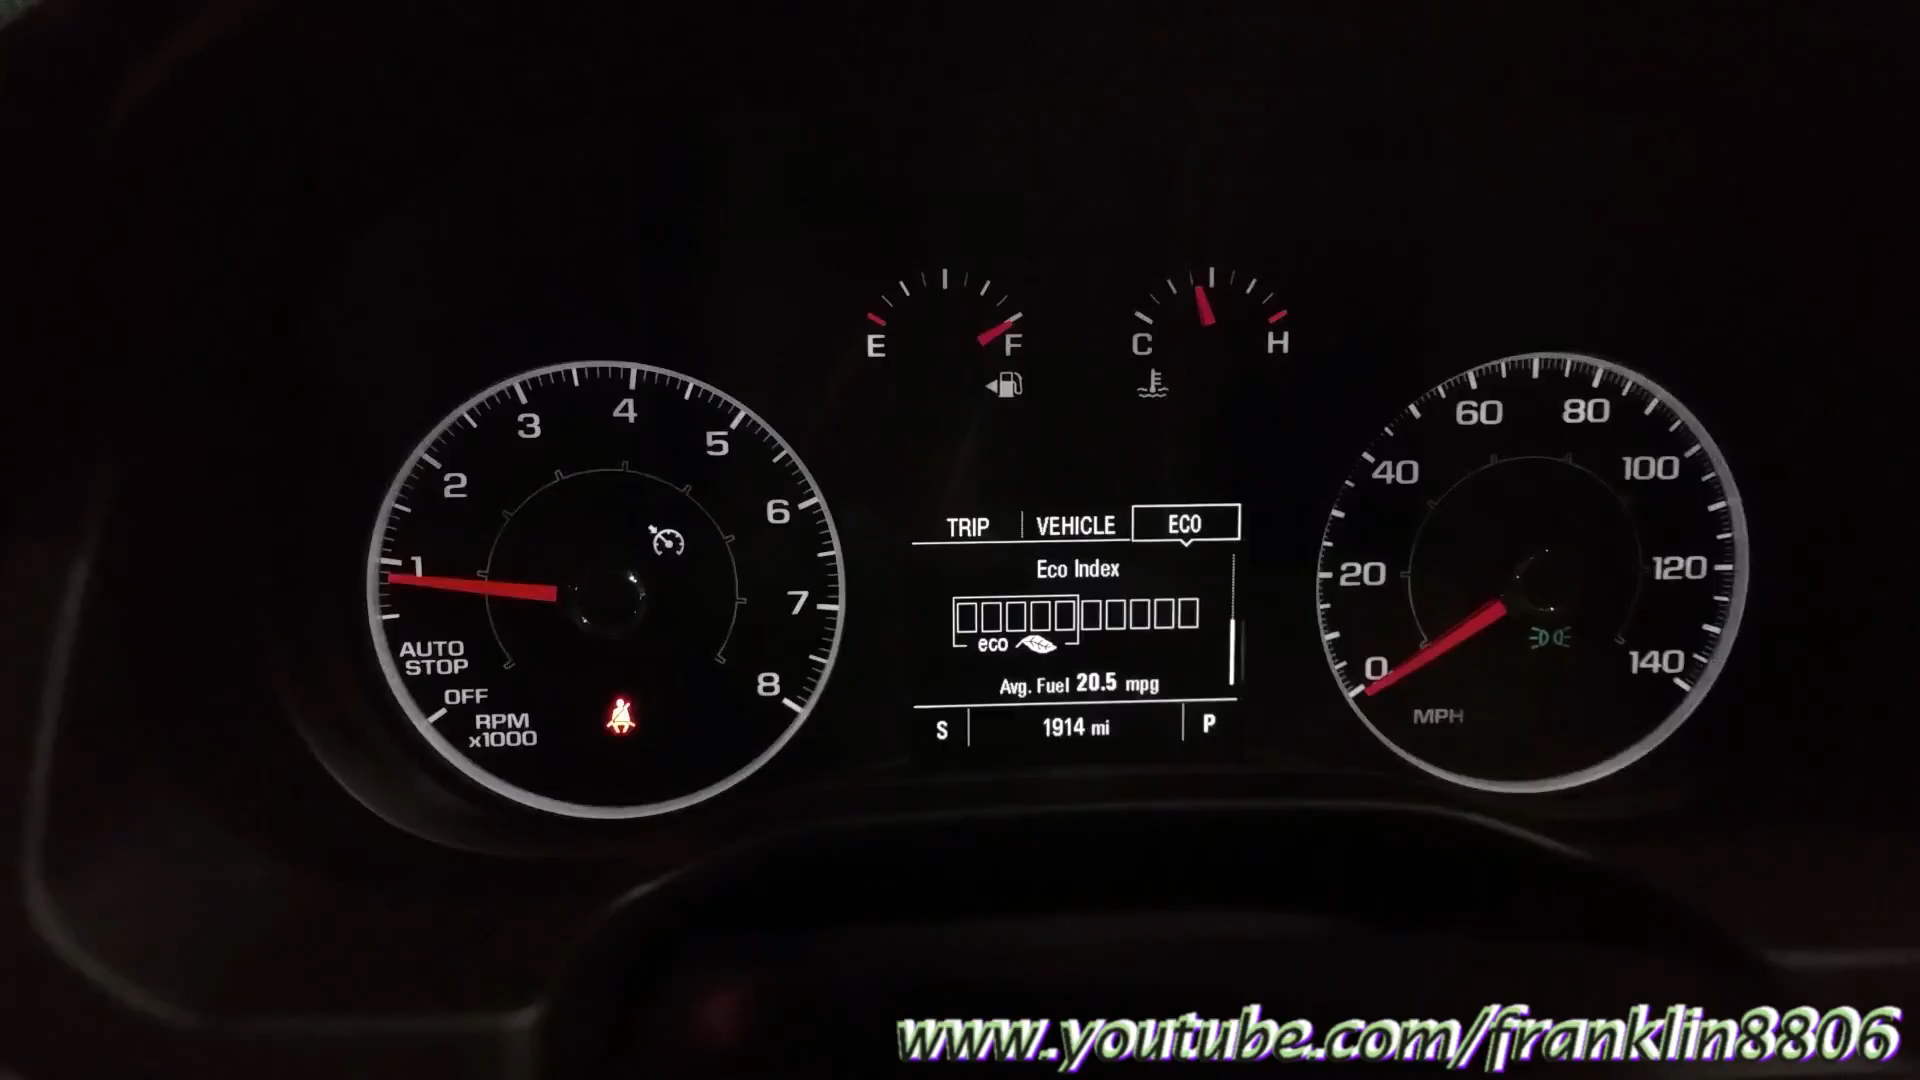 E F
C H
1 2 3 4 5 6 7 8
AUTO
STOP
OFF
RPM
x1000
TRIP VEHICLE ECO
Eco Index
eco
Avg. Fuel 20.5 mpg
S 1914 mi P
0 20 40 60 80 100 120 140
MPH
www.youtube.com/franklin8806